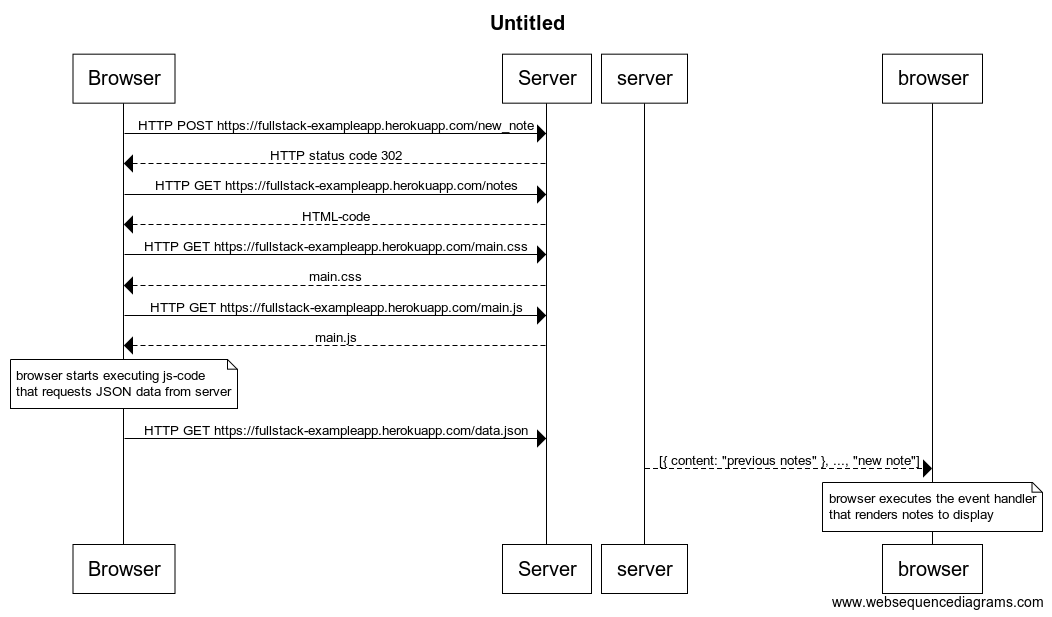 Untitled
Browser
Server
server
browser
HTTP POST https://fullstack-exampleapp.herokuapp.com/new_note
HTTP status code 302
HTTP GET https://fullstack-exampleapp.herokuapp.com/notes
HTML-code
HTTP GET https://fullstack-exampleapp.herokuapp.com/main.css
main.css
HTTP GET https://fullstack-exampleapp.herokuapp.com/main.js
main.js
browser starts executing js-code
that requests JSON data from server
HTTP GET https://fullstack-exampleapp.herokuapp.com/data.json
[{ content: "previous notes" }, ..., "new note"]
browser executes the event handler
that renders notes to display
Browser
Server
server
browser
www.websequencediagrams.com